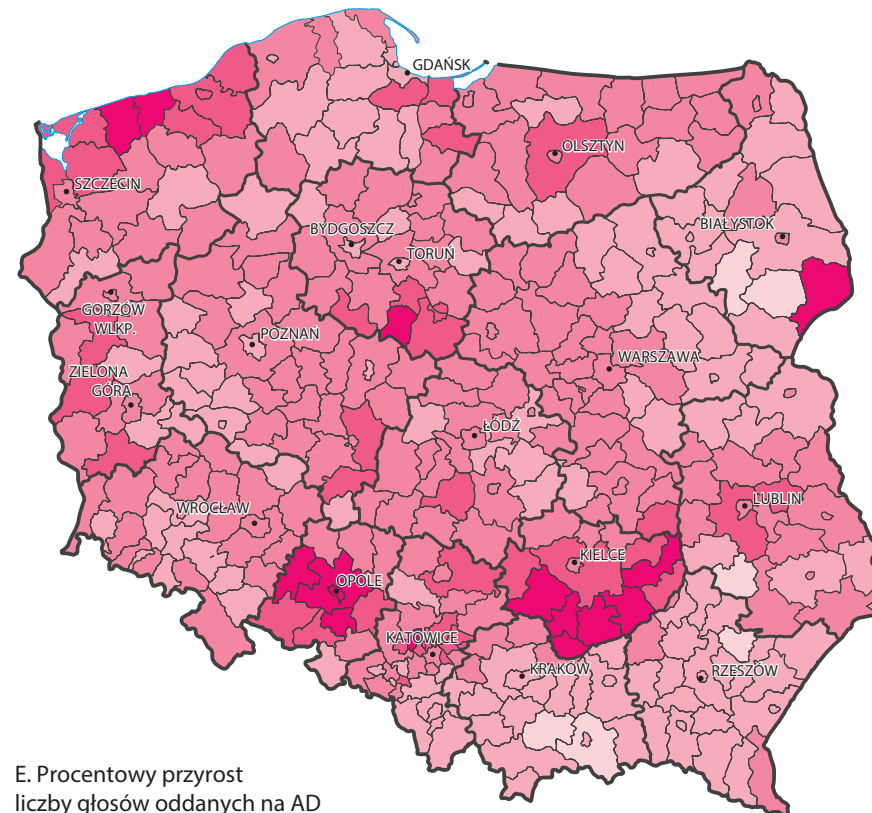 GDAŃSK
OLSZTYN
SZCZECIN
BIAŁYSTOK
BYDGOSZCZ
TORUŃ
GORZÓW
WLKP.
POZNAŃ
WARSZAWA
ZIELONA
GÓRA
ŁÓDŹ
WROCŁAW
LUBLIN
KIELCE
OPOLE
KATOWICE
KRAKÓW
RZESZÓW
E. Procentowy przyrost
liczby głosów oddanych na AD